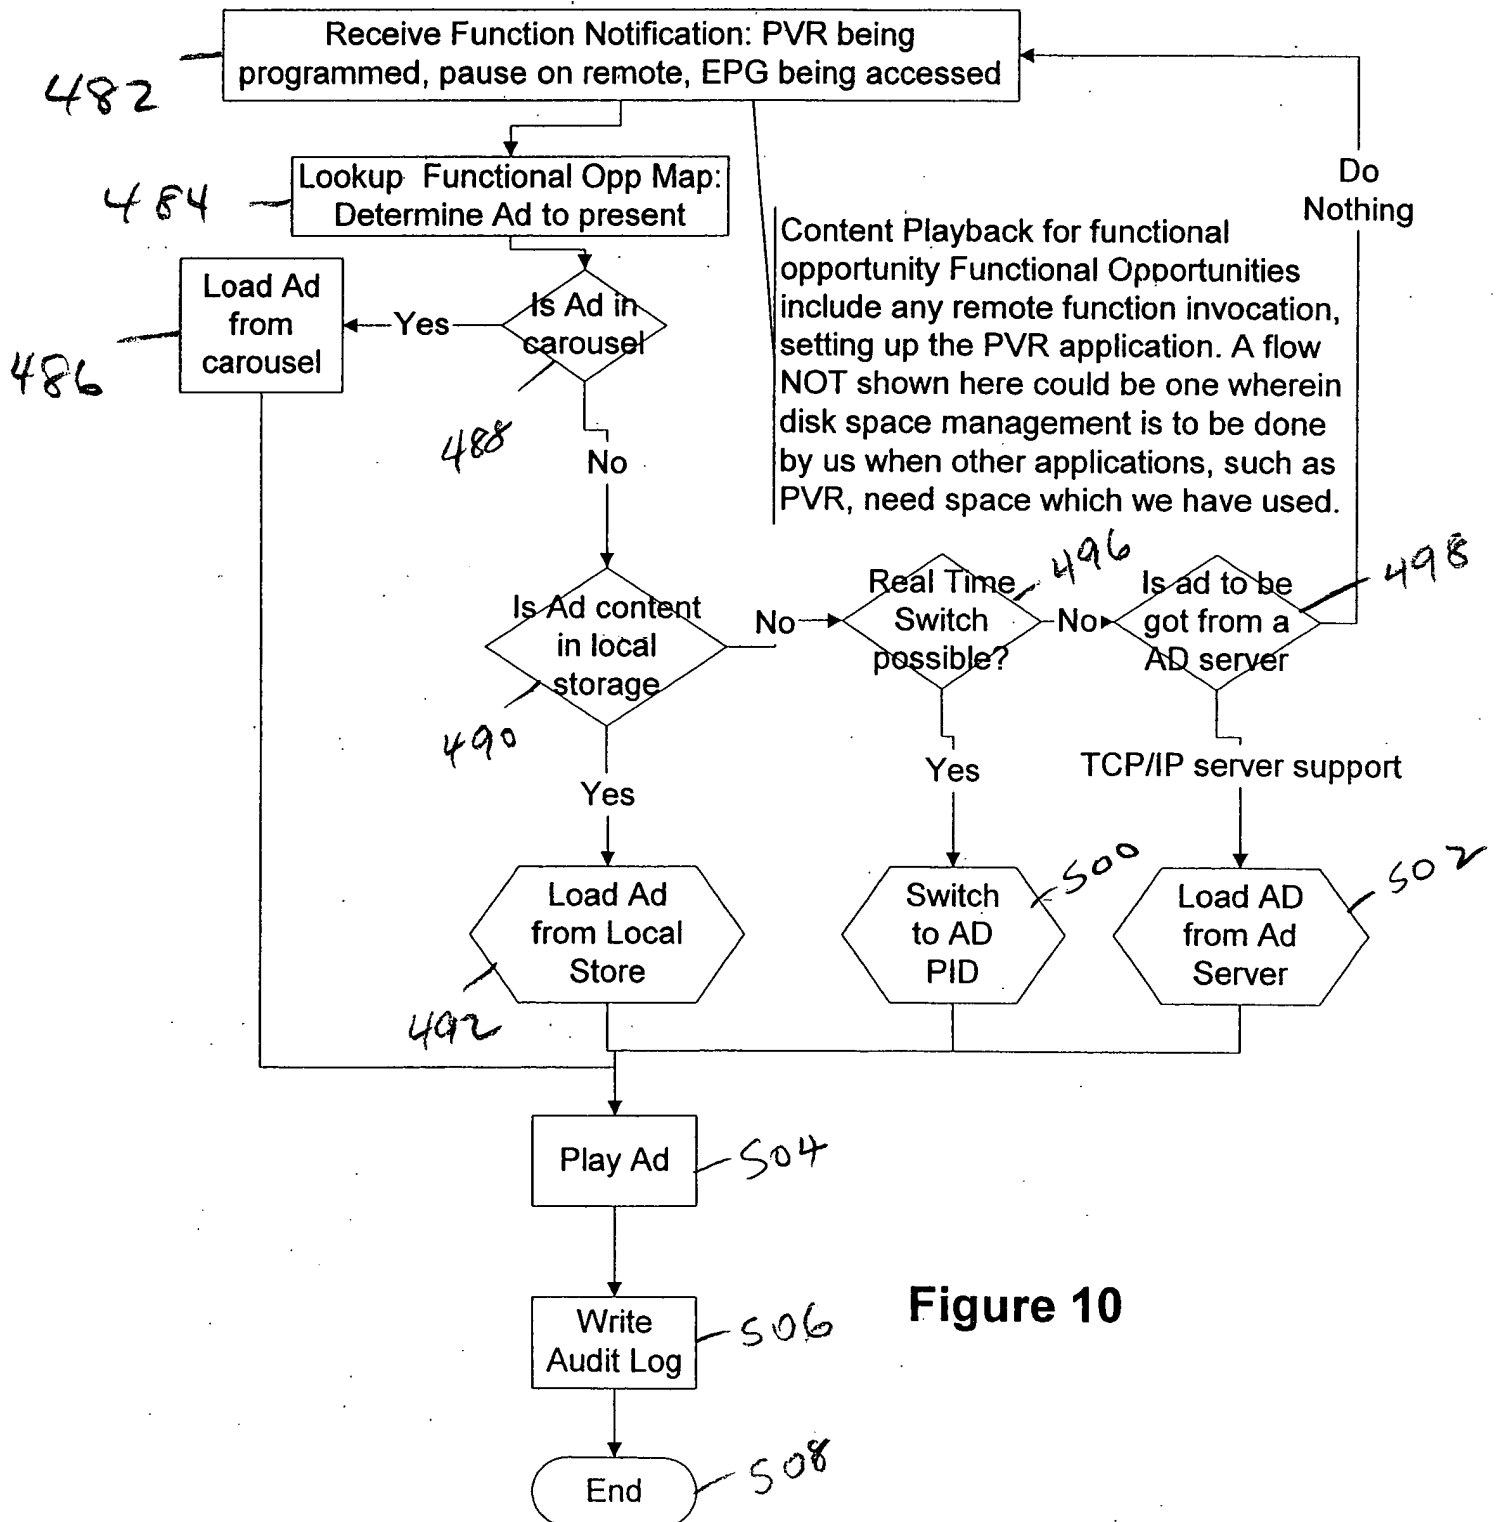 Receive Function Notification: PVR being
programmed, pause on remote, EPG being accessed
482
Lookup Functional Opp Map:
Determine Ad to present
484
Do
Nothing
Content Playback for functional
opportunity Functional Opportunities
include any remote function invocation,
setting up the PVR application. A flow
NOT shown here could be one wherein
disk space management is to be done
by us when other applications, such as
PVR, need space which we have used.
Load Ad
from
carousel
486
Yes
Is Ad in
carousel
488
No
Is Ad content
in local
storage
490
No
Real Time
Switch
possible?
496
No
Is ad to be
got from a
AD server
498
Yes
Yes
TCP/IP server support
Load Ad
from Local
Store
492
Switch
to AD
PID
500
Load AD
from Ad
Server
502
Play Ad
504
Write
Audit Log
506
Figure 10
End
508